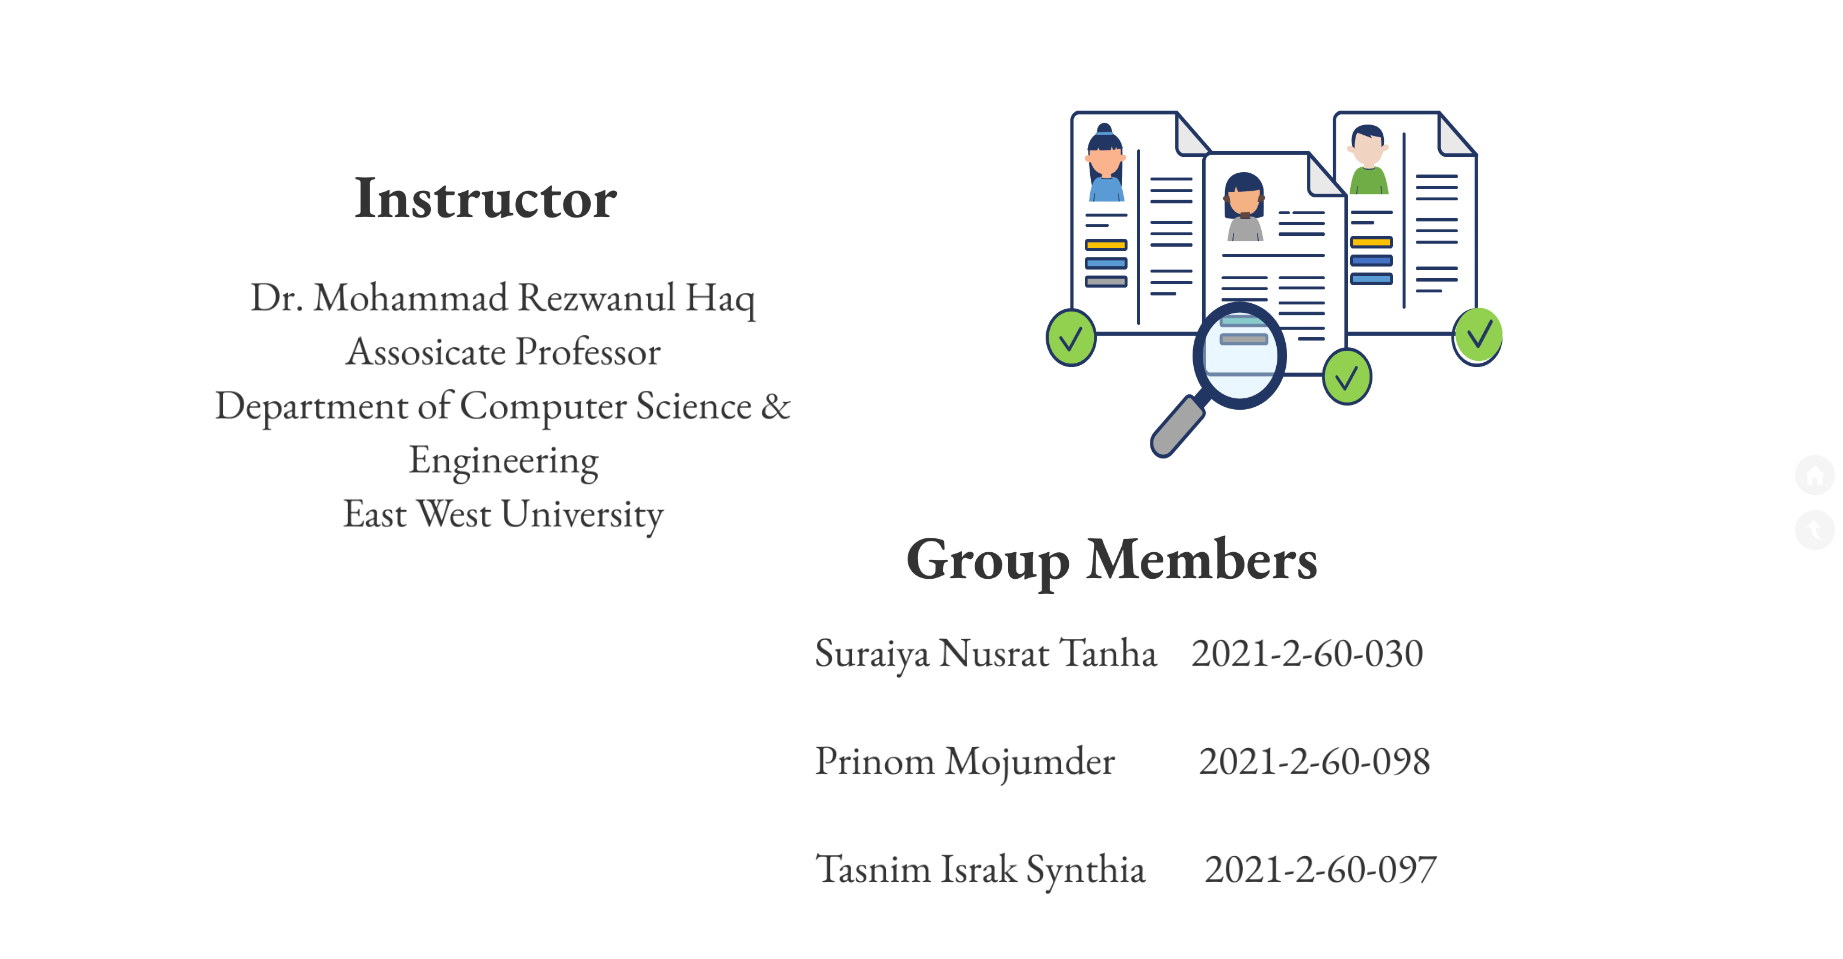 Instructor
Dr. Mohammad Rezwanul Haq
Assosicate Professor
Department of Computer Science &
Engineering
East West University
Group Members
Suraiya Nusrat Tanha 2021-2-60-030
Prinom Mojumder 2021-2-60-098
Tasnim Israk Synthia 2021-2-60-097